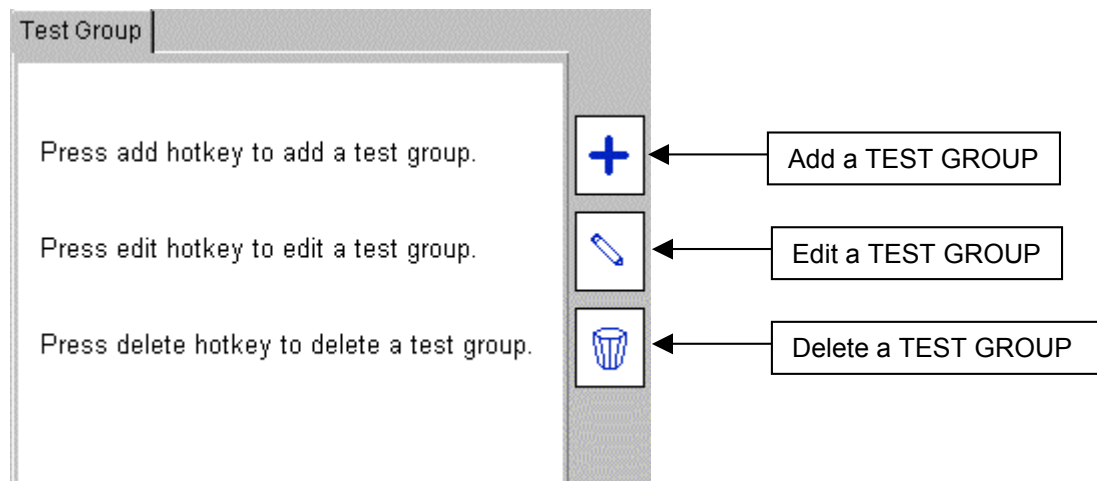 Test Group
Press add hotkey to add a test group.
Add a TEST GROUP
Press edit hotkey to edit a test group.
Edit a TEST GROUP
Press delete hotkey to delete a test group.
Delete a TEST GROUP